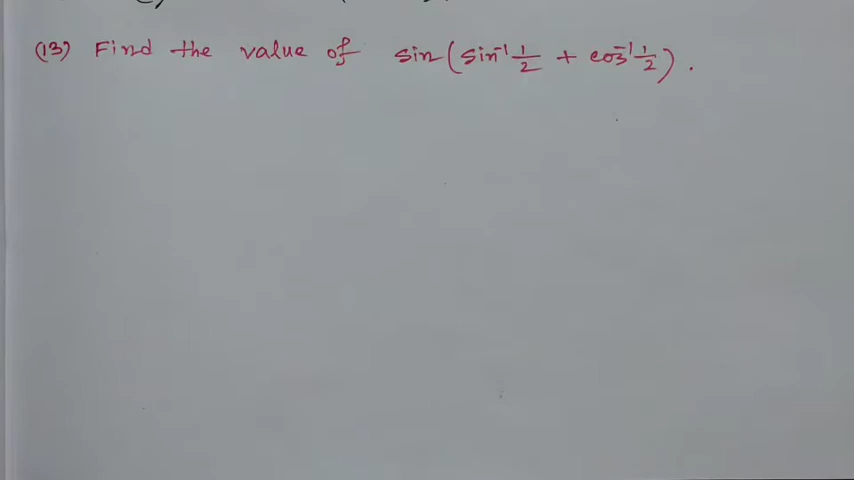 (13) Find the value of sin(sin⁻¹ 1/2 + cos⁻¹ 1/2).